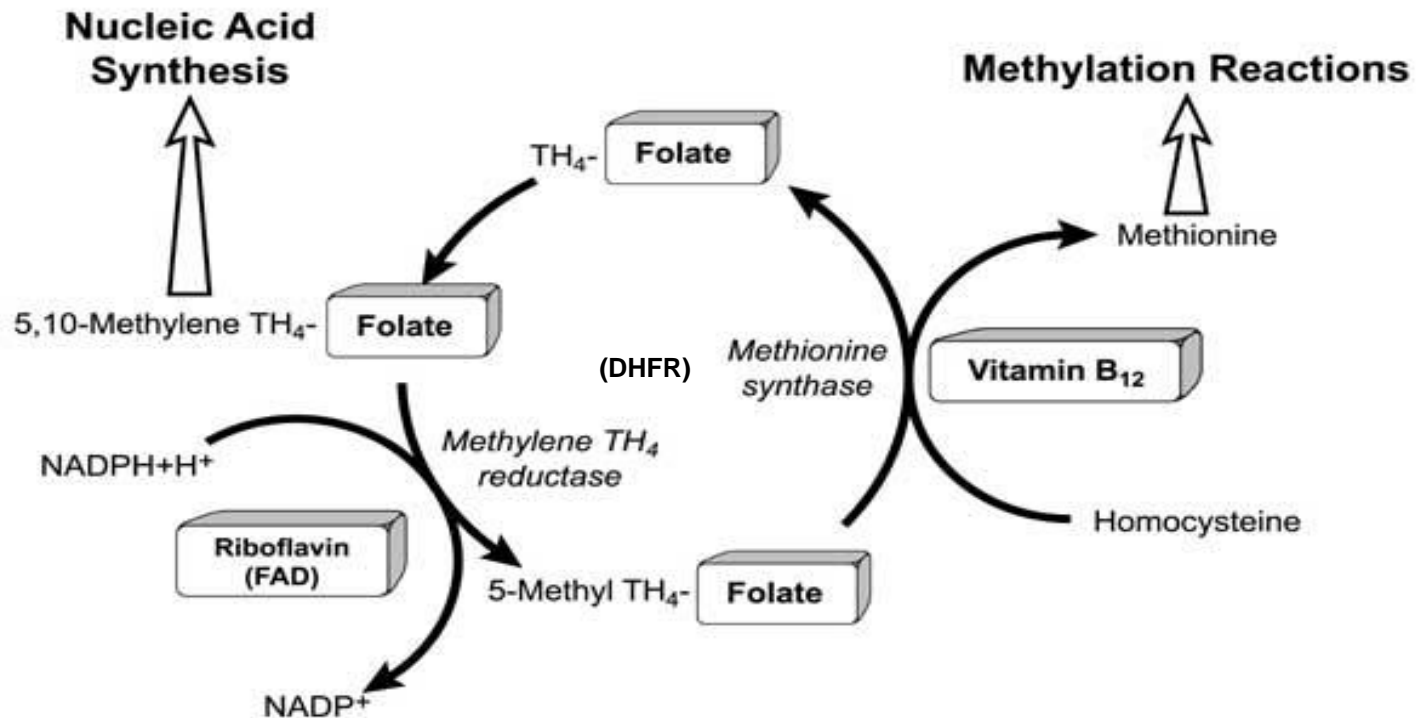 Nucleic Acid
Synthesis
Methylation Reactions
TH₄-
Folate
Methionine
5,10-Methylene TH₄-
Folate
(DHFR)
Methionine
synthase
Vitamin B₁₂
NADPH+H⁺
Methylene TH₄
reductase
Riboflavin
(FAD)
Homocysteine
5-Methyl TH₄-
Folate
NADP⁺